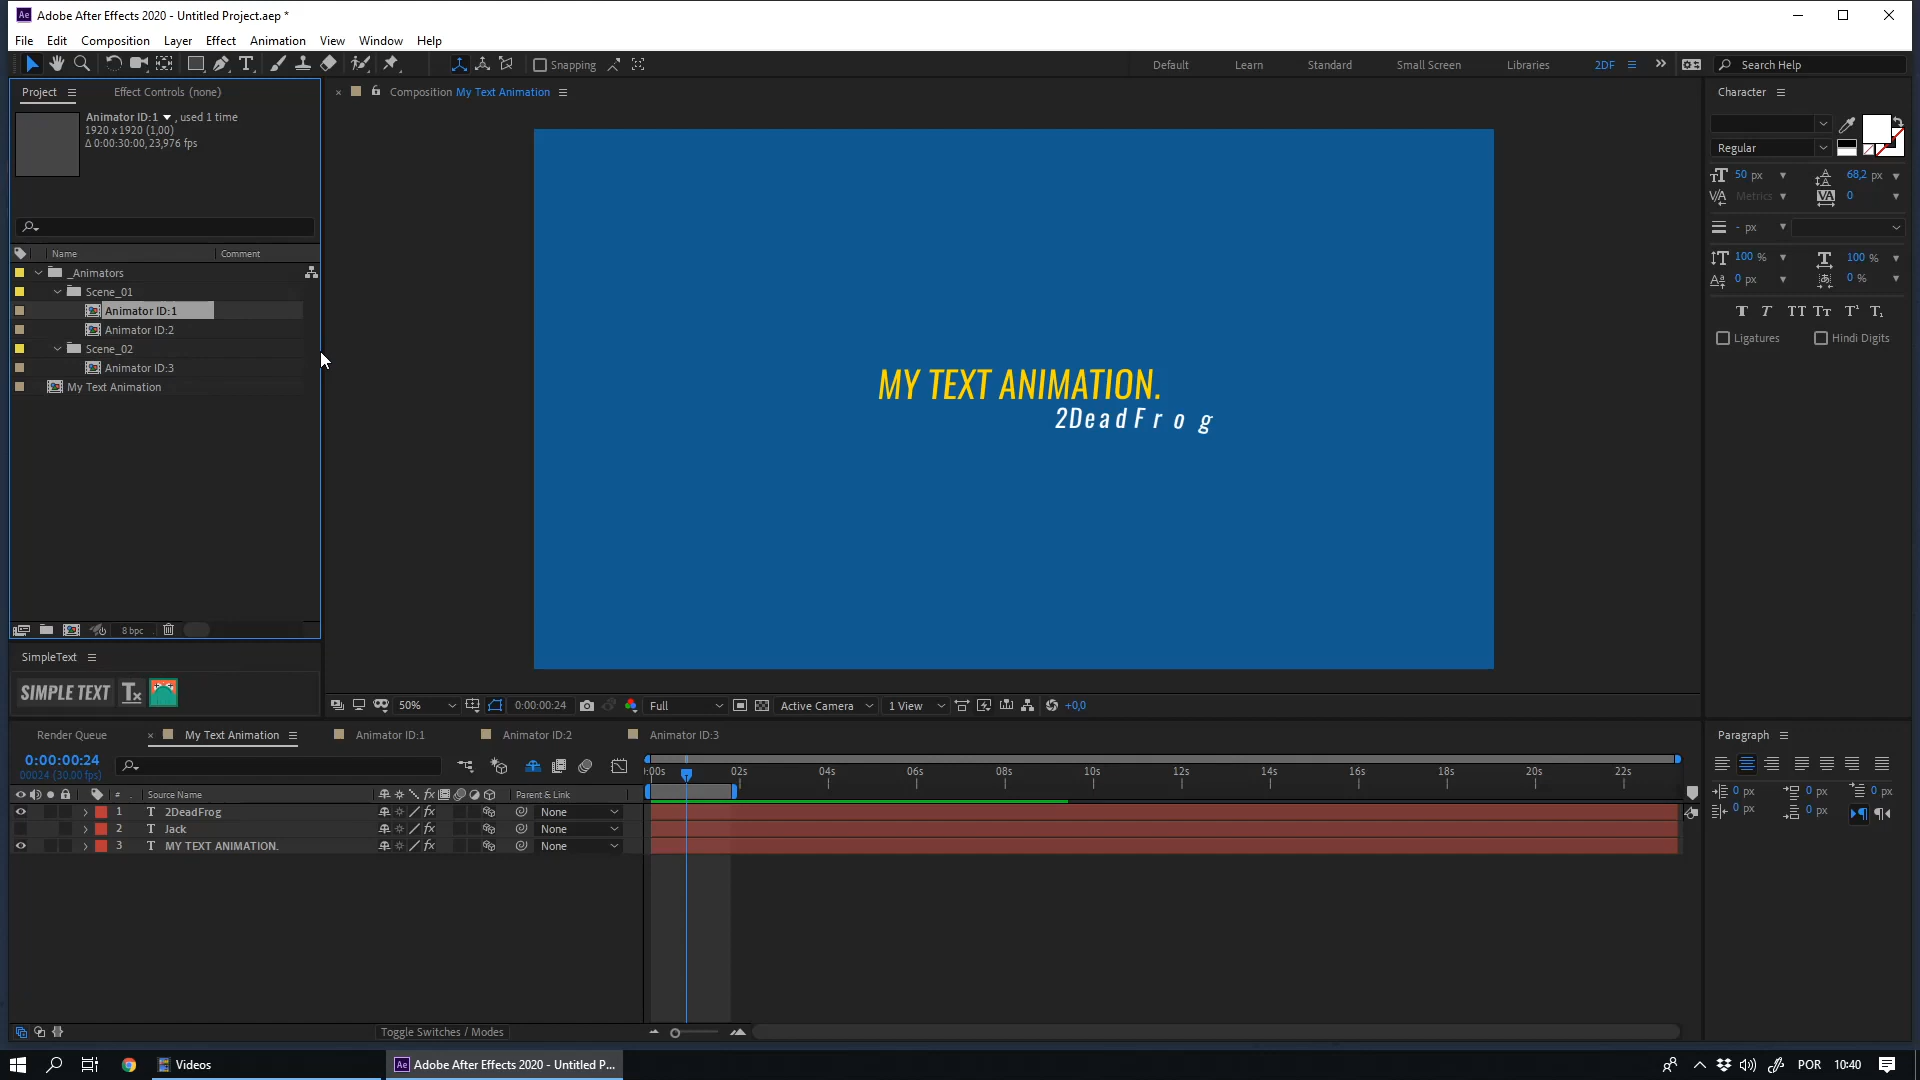 Adobe After Effects 2020 - Untitled Project.aep *
File Edit Composition Layer Effect Animation View Window Help
Snapping Default Learn Standard Small Screen Libraries 2DF Search Help
Project Effect Controls (none)
Composition My Text Animation
Character
Animator ID:1 , used 1 time
1920 x 1920 (1,00)
Δ 0:00:30:00, 23,976 fps
Regular
50 px 68,2 px
Metrics 0
- px
100 % 100 %
0 px 0 %
Ligatures Hindi Digits
Name Comment
_Animators
Scene_01
Animator ID:1
Animator ID:2
Scene_02
Animator ID:3
My Text Animation
MY TEXT ANIMATION.
2DeadFrog
8 bpc
SimpleText
SIMPLE TEXT Tx
50% 0:00:00:24 Full Active Camera 1 View +0,0
Render Queue My Text Animation Animator ID:1 Animator ID:2 Animator ID:3
Paragraph
0:00:00:24
00024 (30.00 fps)
:00s 02s 04s 06s 08s 10s 12s 14s 16s 18s 20s 22s
# Source Name Parent & Link
1 T 2DeadFrog None
2 T Jack None
3 T MY TEXT ANIMATION. None
0 px 0 px 0 px
0 px 0 px
Toggle Switches / Modes
Videos
Adobe After Effects 2020 - Untitled P...
POR 10:40